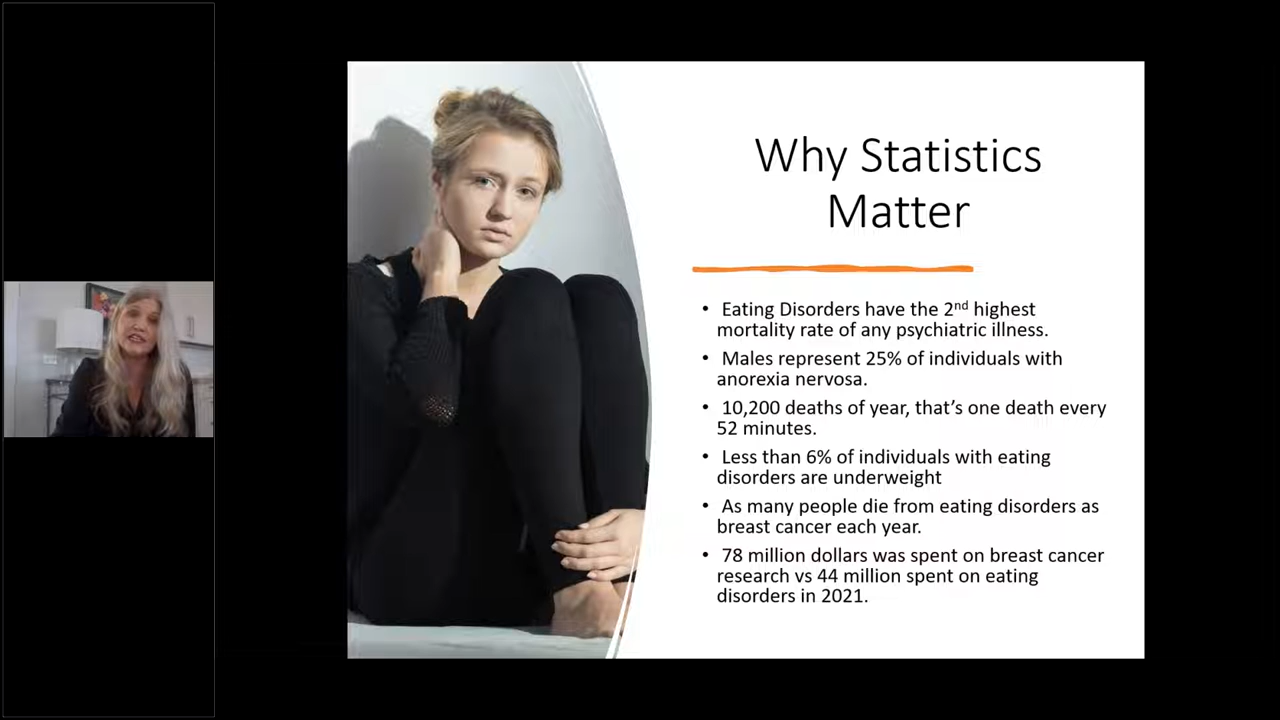 Why Statistics
Matter
• Eating Disorders have the 2nd highest
mortality rate of any psychiatric illness.
• Males represent 25% of individuals with
anorexia nervosa.
• 10,200 deaths of year, that’s one death every
52 minutes.
• Less than 6% of individuals with eating
disorders are underweight
• As many people die from eating disorders as
breast cancer each year.
• 78 million dollars was spent on breast cancer
research vs 44 million spent on eating
disorders in 2021.